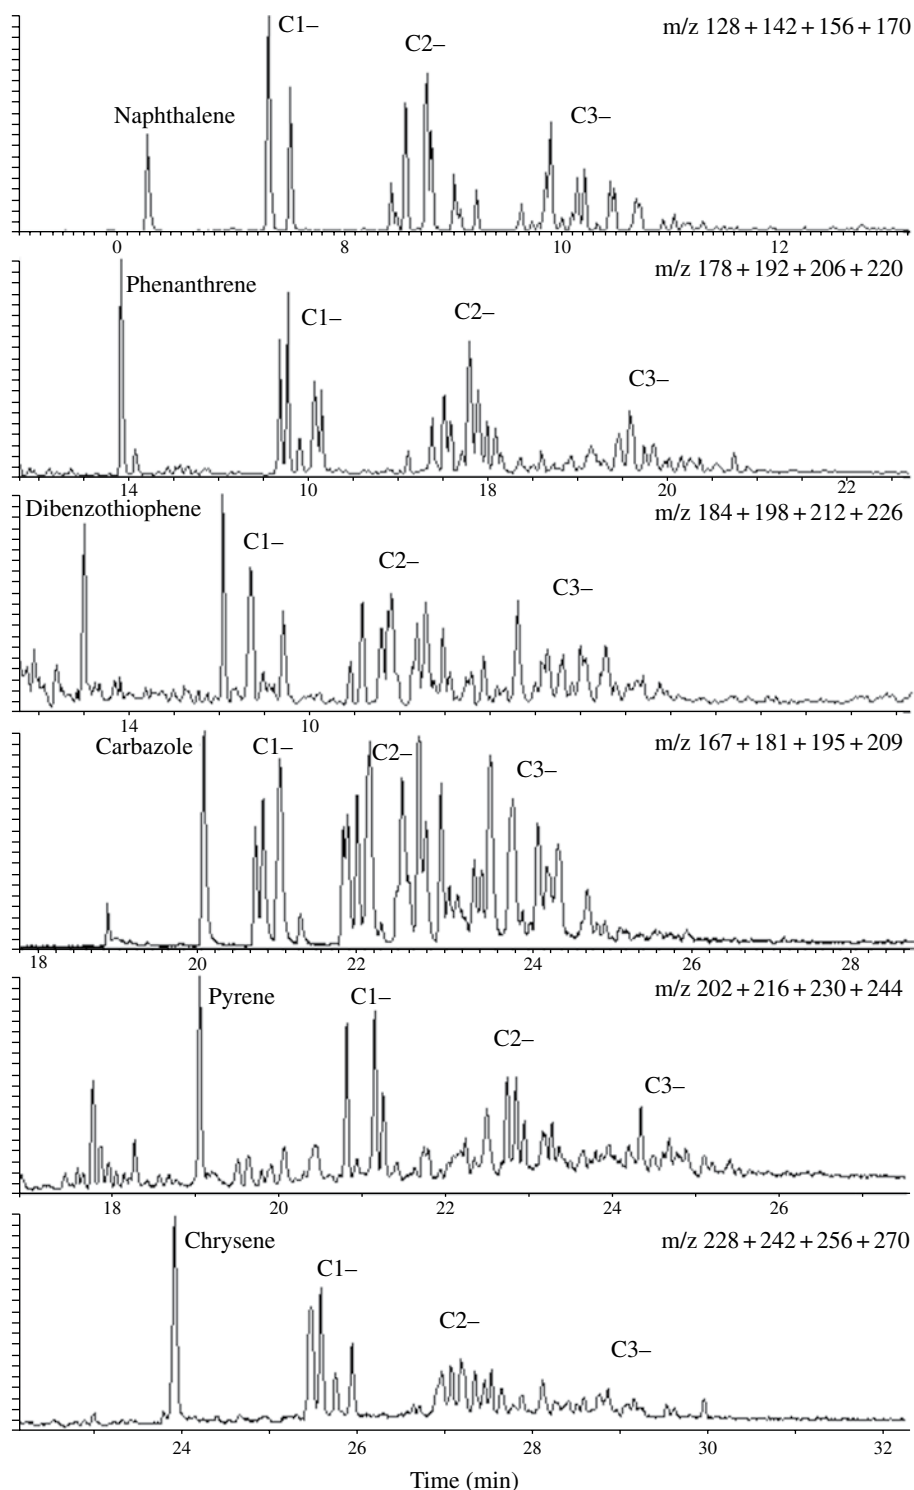 C1–
m/z 128 + 142 + 156 + 170
C2–
Naphthalene
C3–
0 8 10 12
m/z 178 + 192 + 206 + 220
Phenanthrene
C1–
C2–
C3–
14 10 18 20 22
Dibenzothiophene
m/z 184 + 198 + 212 + 226
C1–
C2–
C3–
14 10
Carbazole
C1–
C2–
m/z 167 + 181 + 195 + 209
C3–
18 20 22 24 26 28
Pyrene
C1–
m/z 202 + 216 + 230 + 244
C2–
C3–
18 20 22 24 26
Chrysene
m/z 228 + 242 + 256 + 270
C1–
C2–
C3–
24 26 28 30 32
Time (min)